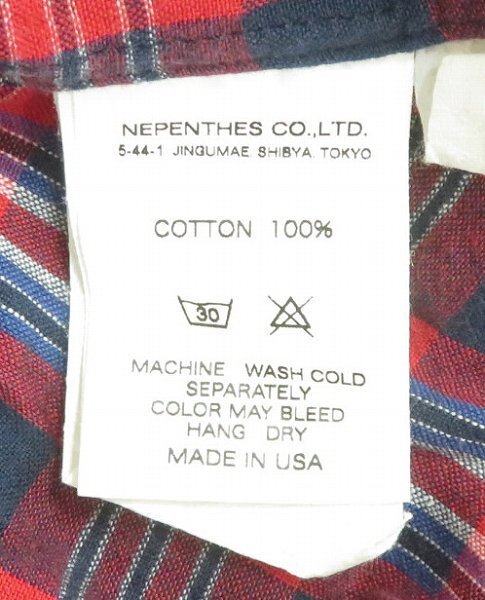 NEPENTHES CO.,LTD.
5-44-1 JINGUMAE SHIBYA. TOKYO
COTTON 100%
30
MACHINE WASH COLD
SEPARATELY
COLOR MAY BLEED
HANG DRY
MADE IN USA